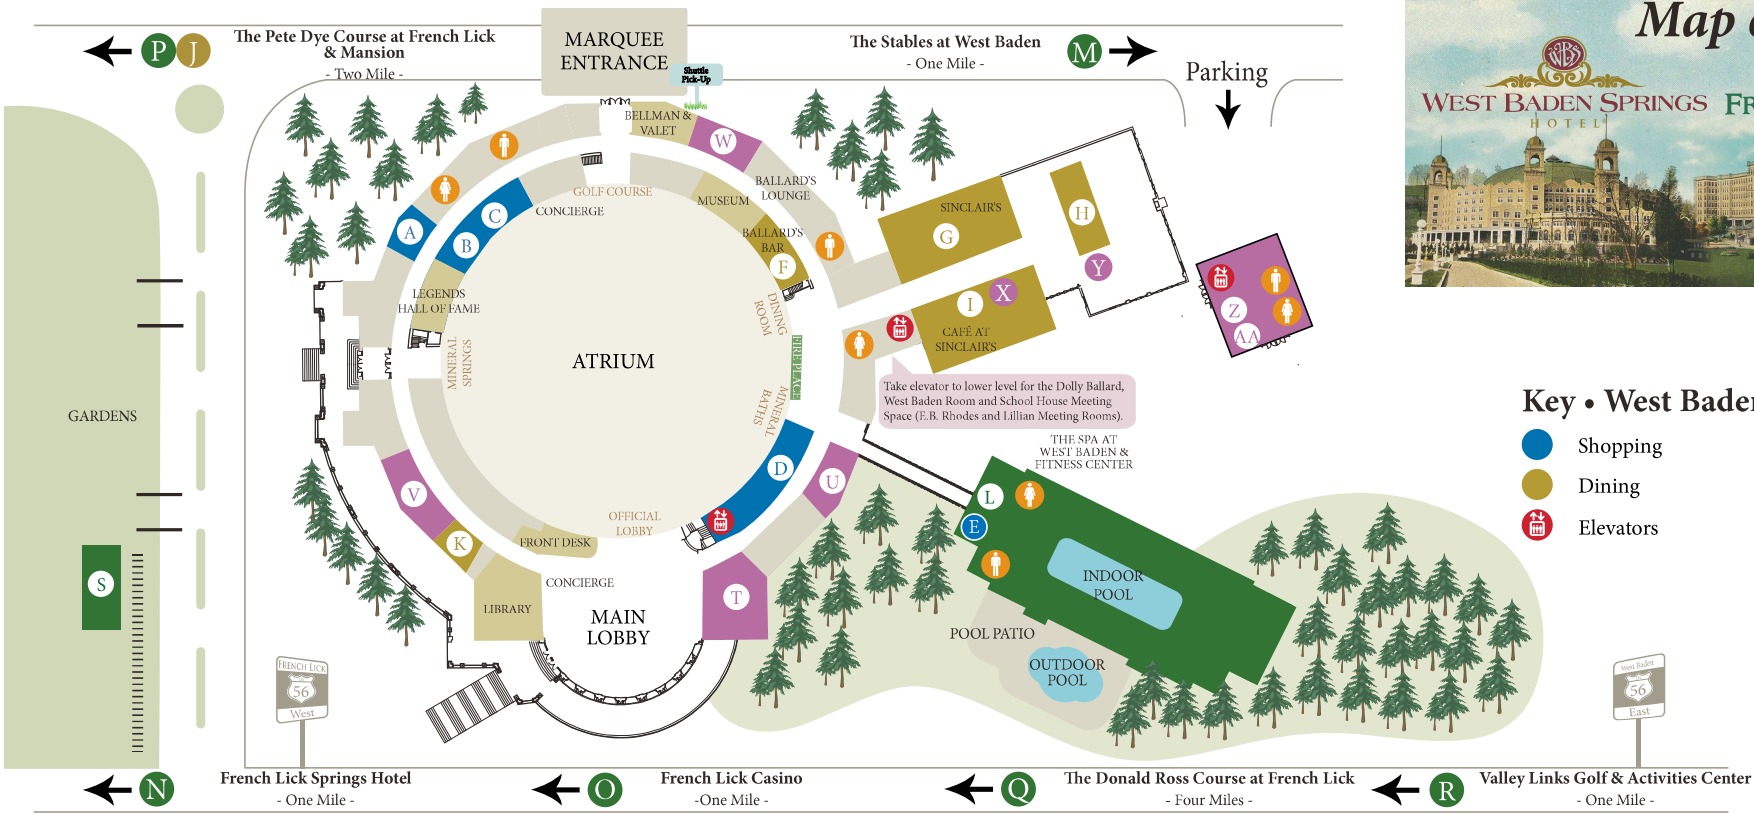 P J
The Pete Dye Course at French Lick
& Mansion
- Two Mile -
MARQUEE
ENTRANCE
Shuttle
Pick-Up
The Stables at West Baden
- One Mile -
M
Parking
Map
WBS
WEST BADEN SPRINGS
HOTEL
FR
BELLMAN &
VALET
W
BALLARD'S
LOUNGE
GOLF COURSE
CONCIERGE
MUSEUM
BALLARD'S
BAR
F
A
B
C
LEGENDS
HALL OF FAME
SINCLAIR'S
G
H
Y
I
X
CAFÉ AT
SINCLAIR'S
Z
AA
DINING
ROOM
FIREPLACE
MINERAL
SPRINGS
ATRIUM
MINERAL
BATHS
Take elevator to lower level for the Dolly Ballard,
West Baden Room and School House Meeting
Space (E.B. Rhodes and Lillian Meeting Rooms).
GARDENS
S
THE SPA AT
WEST BADEN &
FITNESS CENTER
Key • West Baden
Shopping
Dining
Elevators
D
U
V
K
L
E
OFFICIAL
LOBBY
FRONT DESK
CONCIERGE
LIBRARY
MAIN
LOBBY
T
INDOOR
POOL
POOL PATIO
OUTDOOR
POOL
FRENCH LICK
56
West
West Baden
56
East
N
French Lick Springs Hotel
- One Mile -
O
French Lick Casino
-One Mile -
Q
The Donald Ross Course at French Lick
- Four Miles -
R
Valley Links Golf & Activities Center
- One Mile -